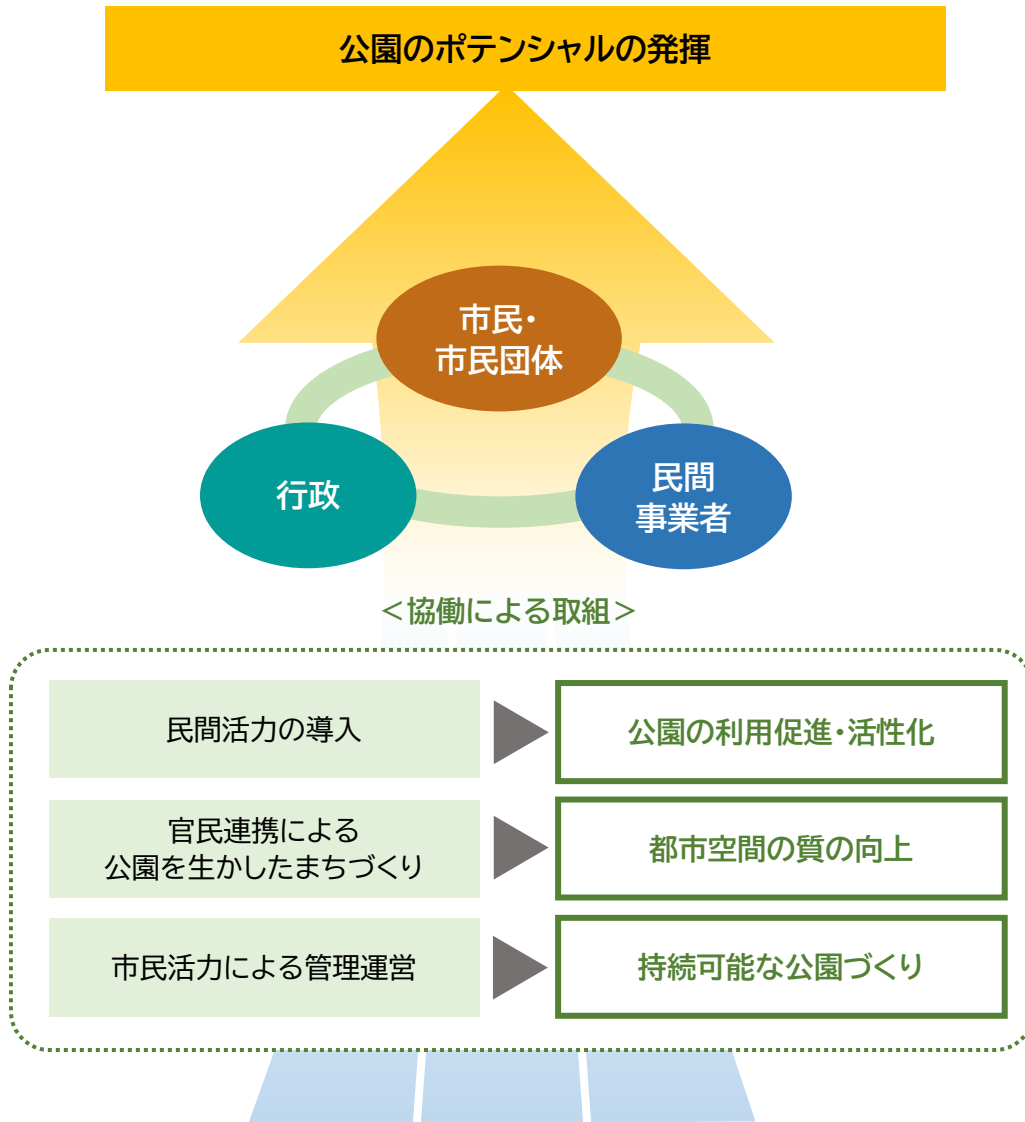 公園のポテンシャルの発揮
市民・
市民団体
行政
民間
事業者
＜協働による取組＞
民間活力の導入
公園の利用促進・活性化
官民連携による
公園を生かしたまちづくり
都市空間の質の向上
市民活力による管理運営
持続可能な公園づくり